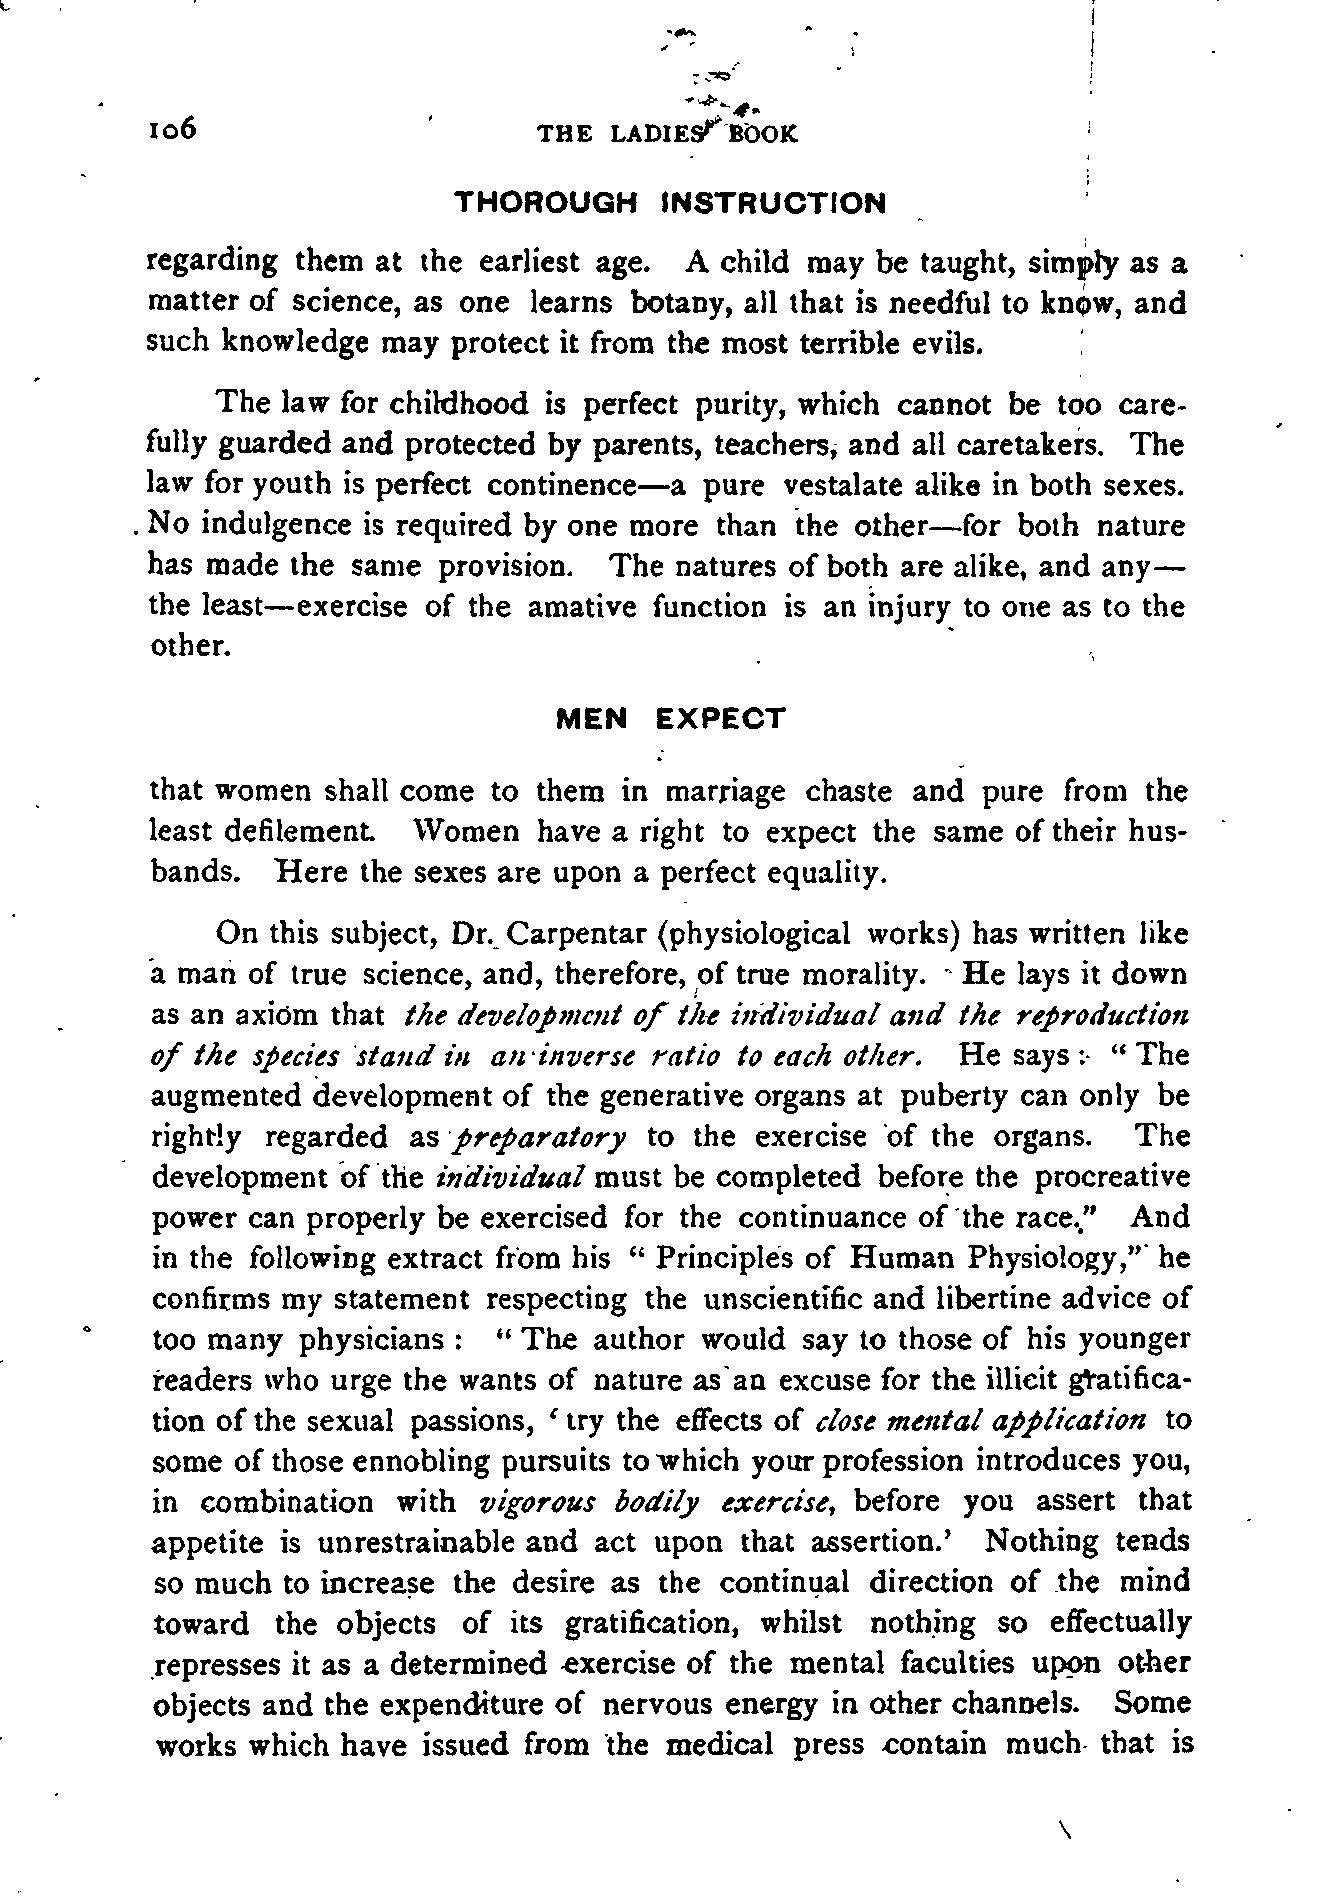 106
THE LADIES' BOOK
THOROUGH INSTRUCTION
regarding them at the earliest age. A child may be taught, simply as a
matter of science, as one learns botany, all that is needful to know, and
such knowledge may protect it from the most terrible evils.
The law for childhood is perfect purity, which cannot be too care-
fully guarded and protected by parents, teachers, and all caretakers. The
law for youth is perfect continence—a pure vestalate alike in both sexes.
No indulgence is required by one more than the other—for both nature
has made the same provision. The natures of both are alike, and any—
the least—exercise of the amative function is an injury to one as to the
other.
MEN EXPECT
that women shall come to them in marriage chaste and pure from the
least defilement. Women have a right to expect the same of their hus-
bands. Here the sexes are upon a perfect equality.
On this subject, Dr. Carpentar (physiological works) has written like
a man of true science, and, therefore, of true morality. He lays it down
as an axiom that the development of the individual and the reproduction
of the species stand in an inverse ratio to each other. He says :- “ The
augmented development of the generative organs at puberty can only be
rightly regarded as preparatory to the exercise of the organs. The
development of the individual must be completed before the procreative
power can properly be exercised for the continuance of the race.” And
in the following extract from his “ Principles of Human Physiology,” he
confirms my statement respecting the unscientific and libertine advice of
too many physicians : “ The author would say to those of his younger
readers who urge the wants of nature as an excuse for the illicit gratifica-
tion of the sexual passions, ‘ try the effects of close mental application to
some of those ennobling pursuits to which your profession introduces you,
in combination with vigorous bodily exercise, before you assert that
appetite is unrestrainable and act upon that assertion.’ Nothing tends
so much to increase the desire as the continual direction of the mind
toward the objects of its gratification, whilst nothing so effectually
represses it as a determined exercise of the mental faculties upon other
objects and the expenditure of nervous energy in other channels. Some
works which have issued from the medical press contain much that is